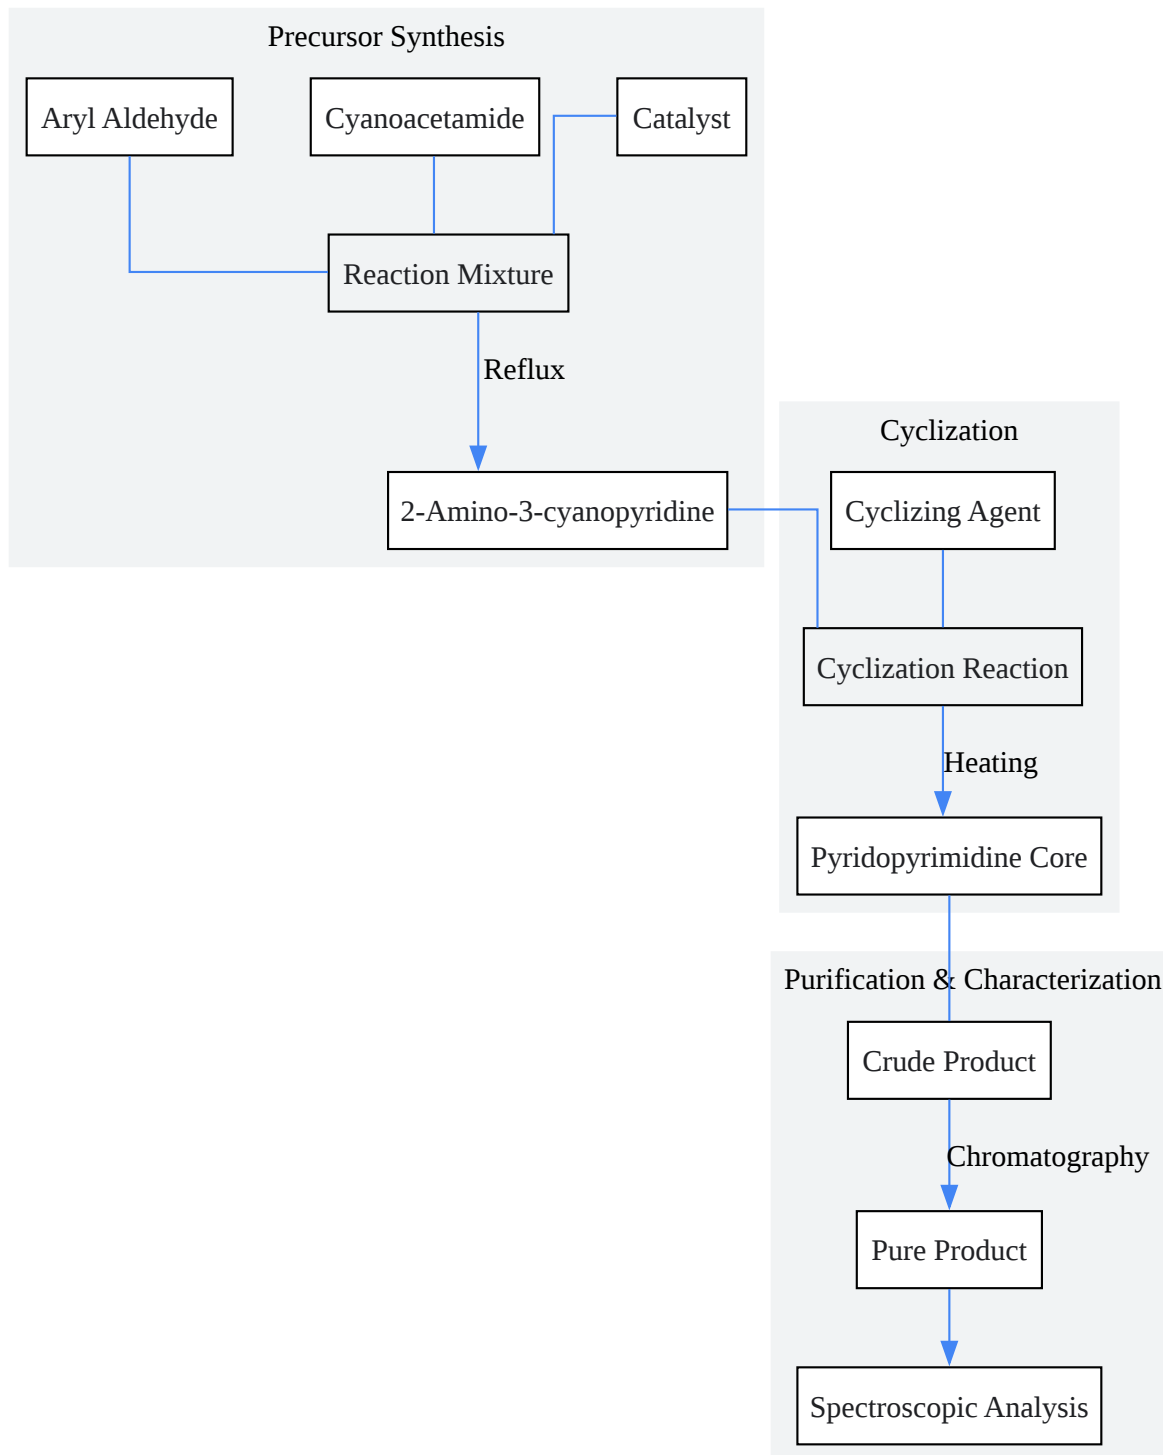 Precursor Synthesis
Aryl Aldehyde
Cyanoacetamide
Catalyst
Reaction Mixture
Reflux
2-Amino-3-cyanopyridine
Cyclization
Cyclizing Agent
Cyclization Reaction
Heating
Pyridopyrimidine Core
Purification & Characterization
Crude Product
Chromatography
Pure Product
Spectroscopic Analysis